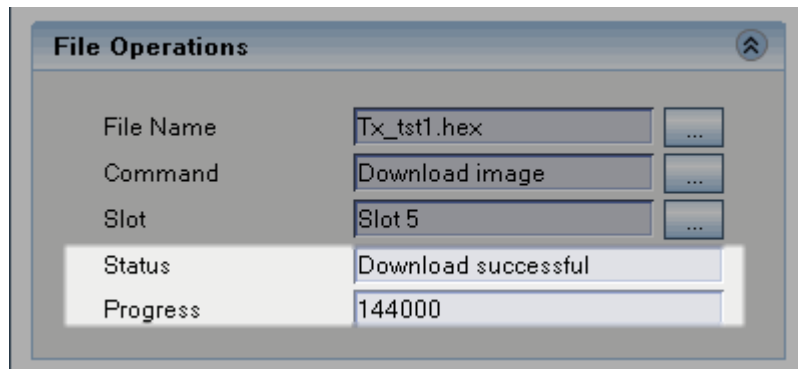 File Operations
File Name Tx_tst1.hex ...
Command Download image ...
Slot Slot 5 ...
Status Download successful
Progress 144000